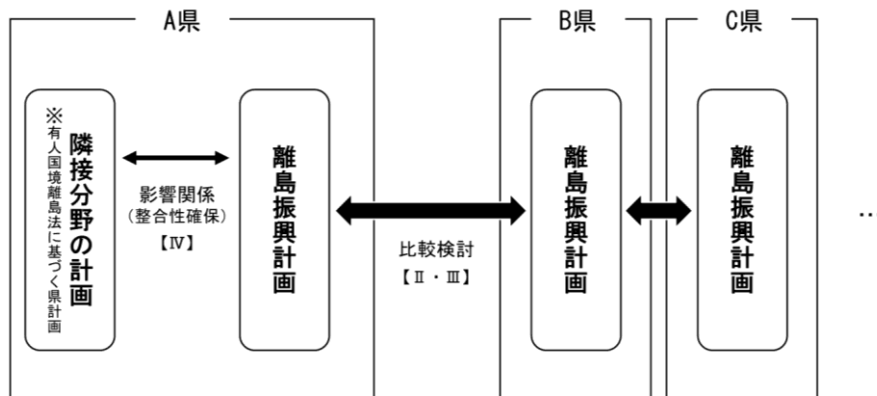 A県
B県
C県
隣接分野の計画
※有人国境離島法に基づく県計画
影響関係
(整合性確保)
【Ⅳ】
離島振興計画
比較検討
【Ⅱ・Ⅲ】
離島振興計画
離島振興計画
…